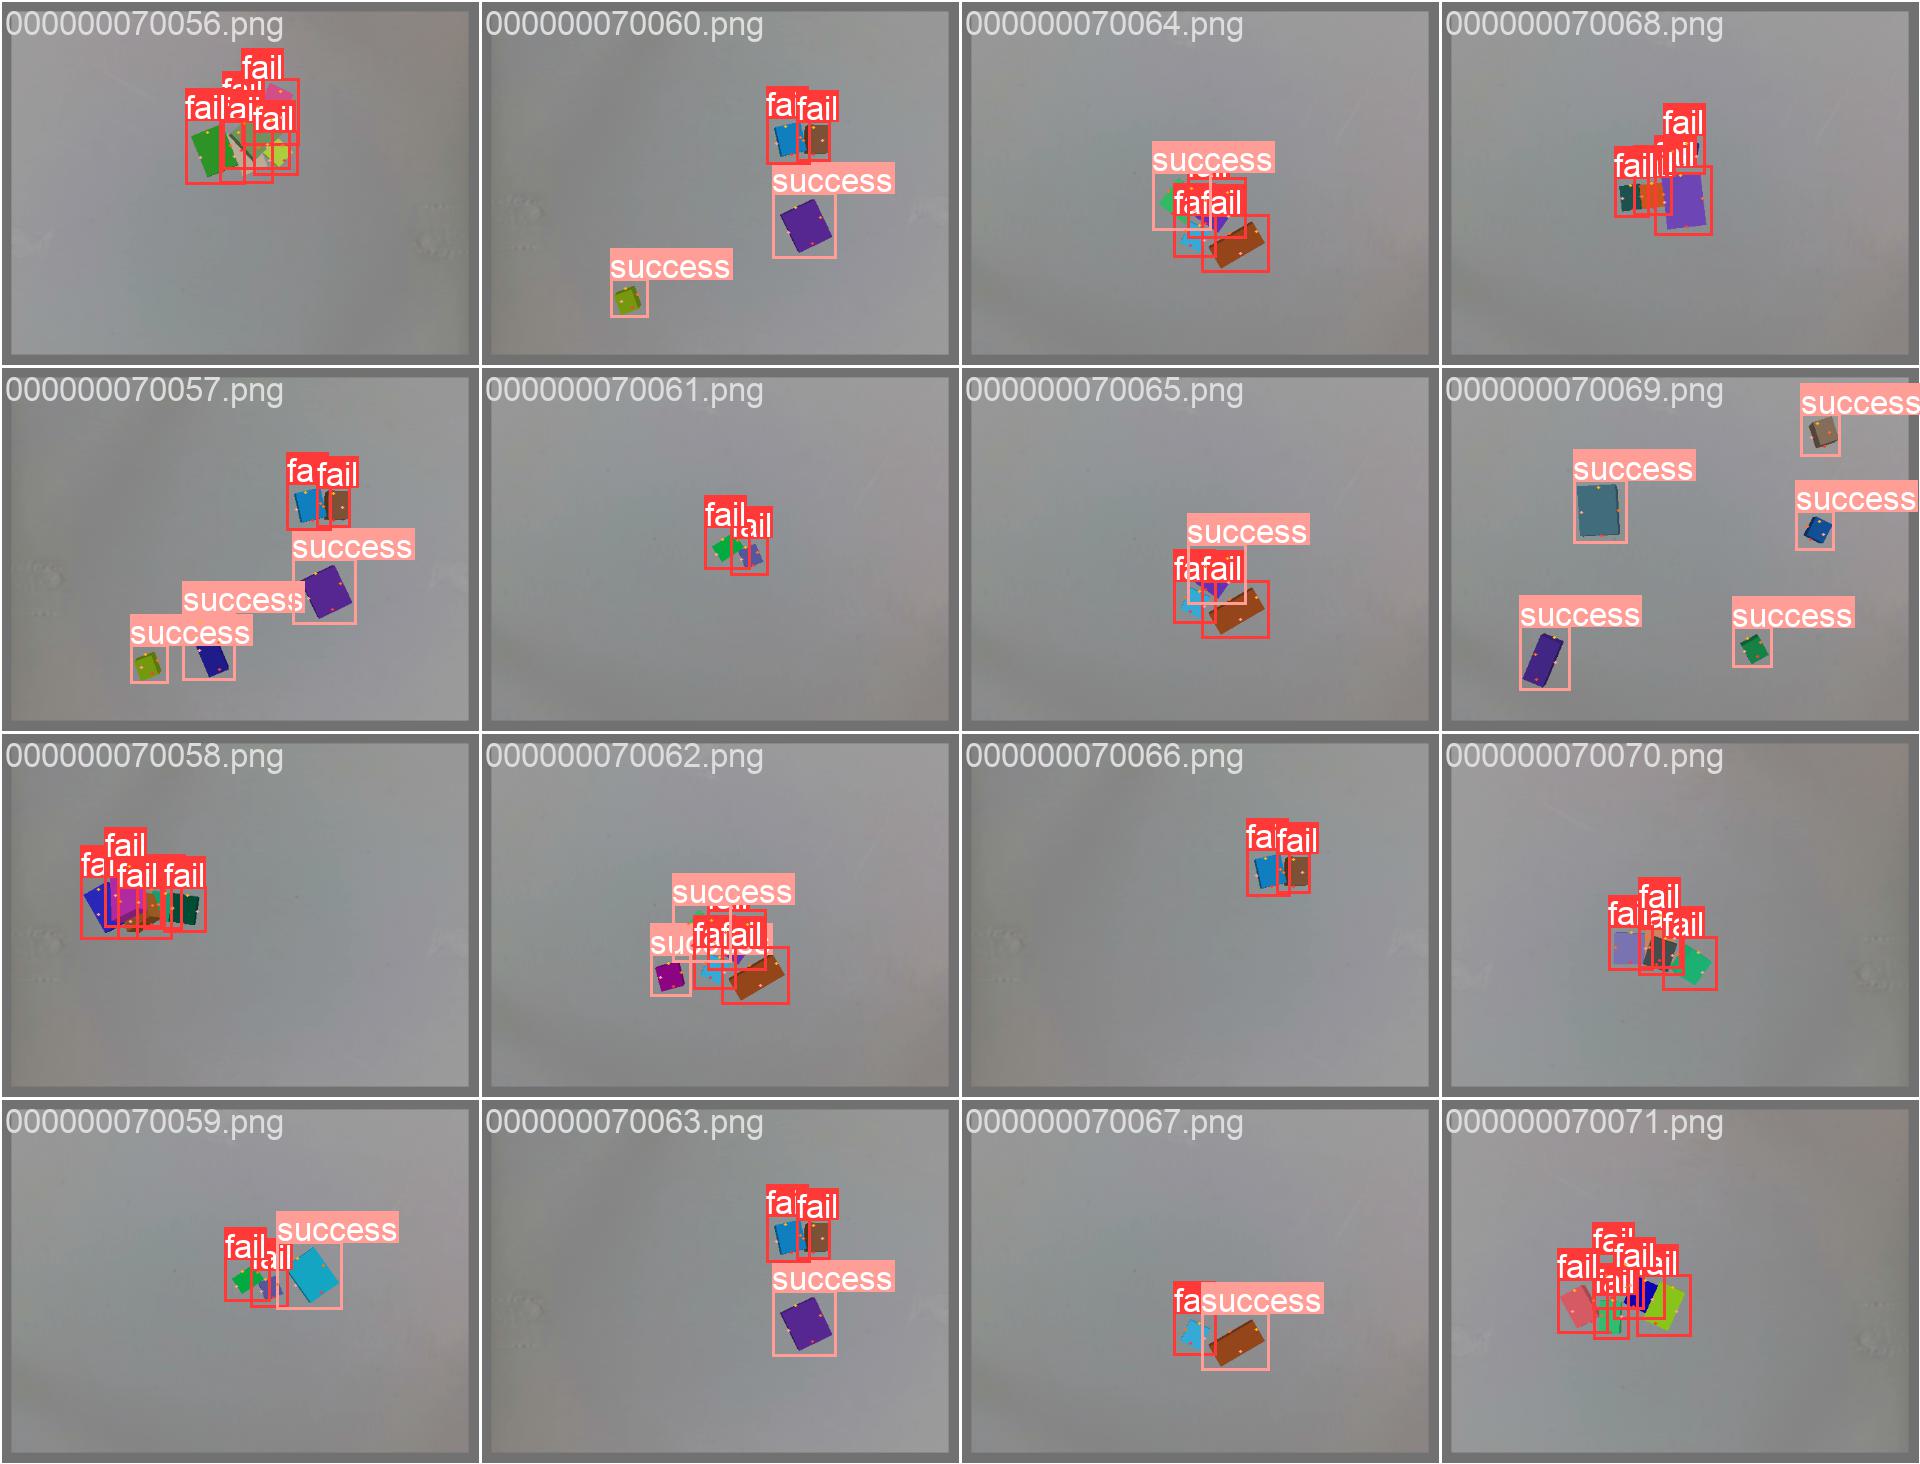 000000070056.png
fail
fail
fail
000000070060.png
fail
success
success
000000070064.png
success
fail
000000070068.png
fail
fail
000000070057.png
fail
success
success
success
000000070061.png
fail
000000070065.png
success
fail
000000070069.png
success
success
success
success
success
000000070058.png
fail
fail
fail
000000070062.png
success
fail
000000070066.png
fail
000000070070.png
fail
fail
000000070059.png
success
fail
000000070063.png
fail
success
000000070067.png
success
000000070071.png
fail
fail
fail